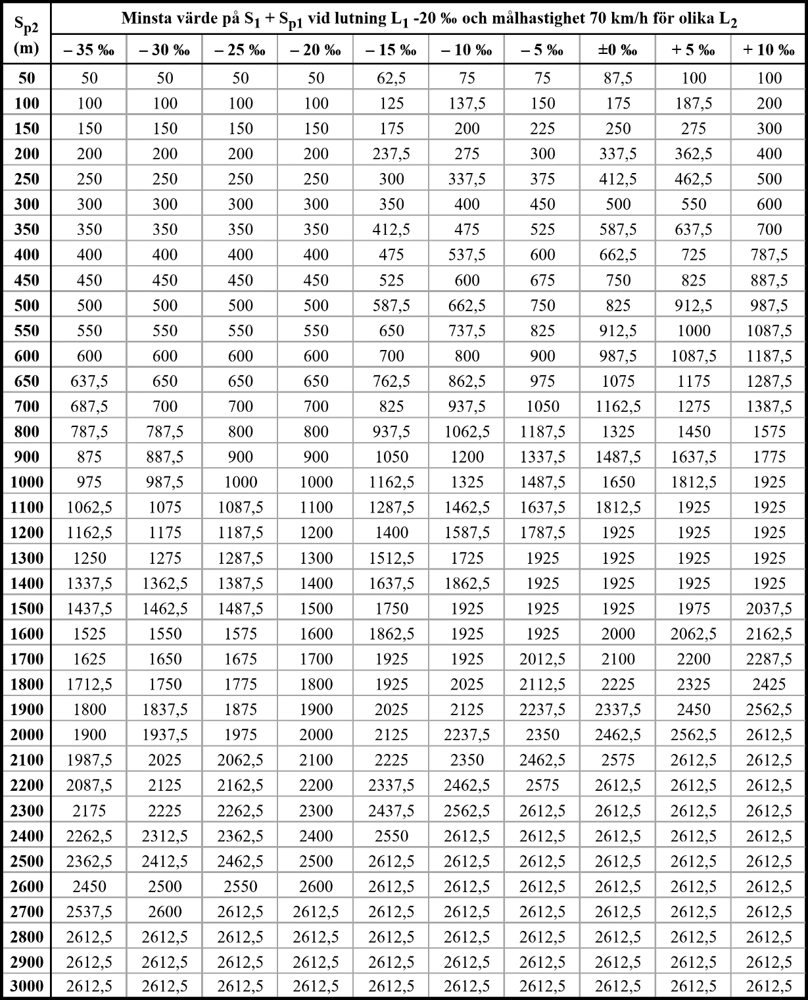 S_p2 (m) Minsta värde på S_1 + S_p1 vid lutning L_1 -20 ‰ och målhastighet 70 km/h för olika L_2
– 35 ‰ – 30 ‰ – 25 ‰ – 20 ‰ – 15 ‰ – 10 ‰ – 5 ‰ ±0 ‰ + 5 ‰ + 10 ‰
50 50 50 50 50 62,5 75 75 87,5 100 100
100 100 100 100 100 125 137,5 150 175 187,5 200
150 150 150 150 150 175 200 225 250 275 300
200 200 200 200 200 237,5 275 300 337,5 362,5 400
250 250 250 250 250 300 337,5 375 412,5 462,5 500
300 300 300 300 300 350 400 450 500 550 600
350 350 350 350 350 412,5 475 525 587,5 637,5 700
400 400 400 400 400 475 537,5 600 662,5 725 787,5
450 450 450 450 450 525 600 675 750 825 887,5
500 500 500 500 500 587,5 662,5 750 825 912,5 987,5
550 550 550 550 550 650 737,5 825 912,5 1000 1087,5
600 600 600 600 600 700 800 900 987,5 1087,5 1187,5
650 637,5 650 650 650 762,5 862,5 975 1075 1175 1287,5
700 687,5 700 700 700 825 937,5 1050 1162,5 1275 1387,5
800 787,5 787,5 800 800 937,5 1062,5 1187,5 1325 1450 1575
900 875 887,5 900 900 1050 1200 1337,5 1487,5 1637,5 1775
1000 975 987,5 1000 1000 1162,5 1325 1487,5 1650 1812,5 1925
1100 1062,5 1075 1087,5 1100 1287,5 1462,5 1637,5 1812,5 1925 1925
1200 1162,5 1175 1187,5 1200 1400 1587,5 1787,5 1925 1925 1925
1300 1250 1275 1287,5 1300 1512,5 1725 1925 1925 1925 1925
1400 1337,5 1362,5 1387,5 1400 1637,5 1862,5 1925 1925 1925 1925
1500 1437,5 1462,5 1487,5 1500 1750 1925 1925 1925 1975 2037,5
1600 1525 1550 1575 1600 1862,5 1925 1925 2000 2062,5 2162,5
1700 1625 1650 1675 1700 1925 1925 2012,5 2100 2200 2287,5
1800 1712,5 1750 1775 1800 1925 2025 2112,5 2225 2325 2425
1900 1800 1837,5 1875 1900 2025 2125 2237,5 2337,5 2450 2562,5
2000 1900 1937,5 1975 2000 2125 2237,5 2350 2462,5 2562,5 2612,5
2100 1987,5 2025 2062,5 2100 2225 2350 2462,5 2575 2612,5 2612,5
2200 2087,5 2125 2162,5 2200 2337,5 2462,5 2575 2612,5 2612,5 2612,5
2300 2175 2225 2262,5 2300 2437,5 2562,5 2612,5 2612,5 2612,5 2612,5
2400 2262,5 2312,5 2362,5 2400 2550 2612,5 2612,5 2612,5 2612,5 2612,5
2500 2362,5 2412,5 2462,5 2500 2612,5 2612,5 2612,5 2612,5 2612,5 2612,5
2600 2450 2500 2550 2600 2612,5 2612,5 2612,5 2612,5 2612,5 2612,5
2700 2537,5 2600 2612,5 2612,5 2612,5 2612,5 2612,5 2612,5 2612,5 2612,5
2800 2612,5 2612,5 2612,5 2612,5 2612,5 2612,5 2612,5 2612,5 2612,5 2612,5
2900 2612,5 2612,5 2612,5 2612,5 2612,5 2612,5 2612,5 2612,5 2612,5 2612,5
3000 2612,5 2612,5 2612,5 2612,5 2612,5 2612,5 2612,5 2612,5 2612,5 2612,5